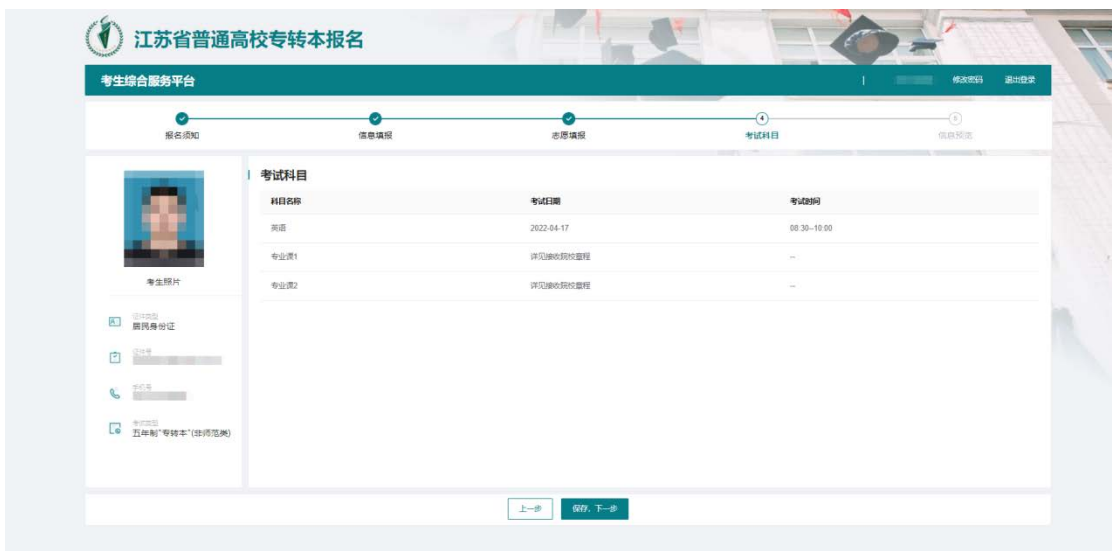 江苏省普通高校专转本报名
考生综合服务平台 | 修改密码 退出登录
4 5
报名须知 信息填报 志愿填报 考试科目 信息预览
考试科目
科目名称 考试日期 考试时间
英语 2022-04-17 08:30--10:00
专业课1 详见接收院校章程 --
专业课2 详见接收院校章程 --
考生照片
证件类型
居民身份证
证件号
手机号
考试类型
五年制"专转本"(非师范类)
上一步 保存，下一步